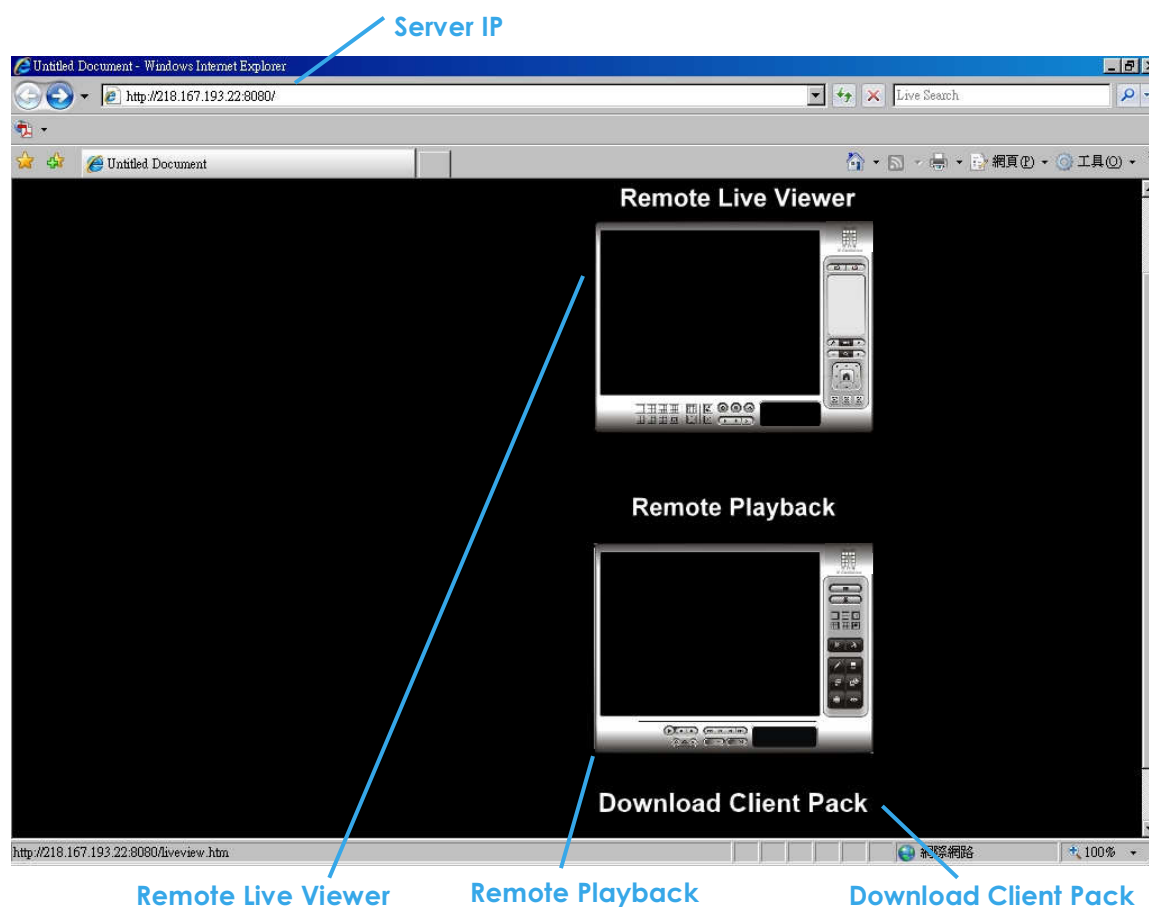 Server IP
Untitled Document - Windows Internet Explorer
http://218.167.193.22:8080/
Live Search
Untitled Document
網頁(P)
工具(O)
Remote Live Viewer
Remote Playback
Download Client Pack
http://218.167.193.22:8080/liveview.htm
網際網路
100%
Remote Live Viewer
Remote Playback
Download Client Pack